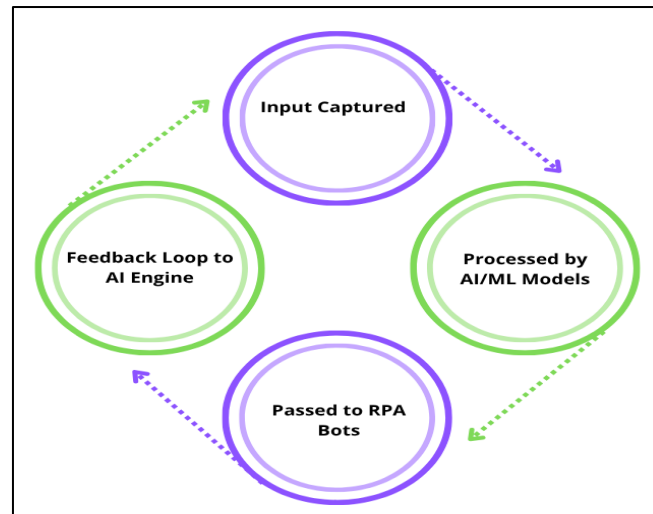 Input Captured
Feedback Loop to
AI Engine
Processed by
AI/ML Models
Passed to RPA
Bots